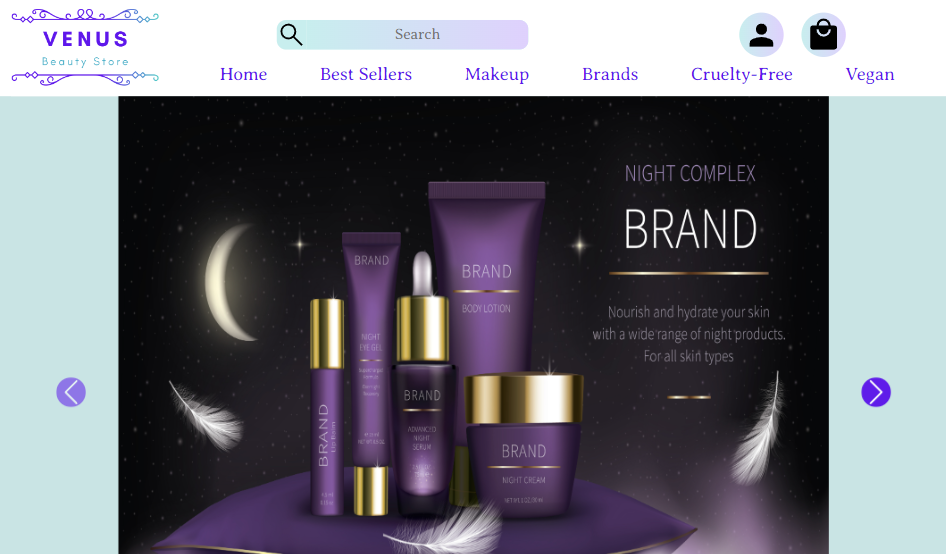 VENUS
Beauty Store
Search
Home Best Sellers Makeup Brands Cruelty-Free Vegan
NIGHT COMPLEX
BRAND
Nourish and hydrate your skin
with a wide range of night products.
For all skin types
BRAND
BODY LOTION
BRAND
NIGHT
EYE GEL
BRAND
ADVANCED
NIGHT
SERUM
BRAND
NIGHT CREAM
BRAND